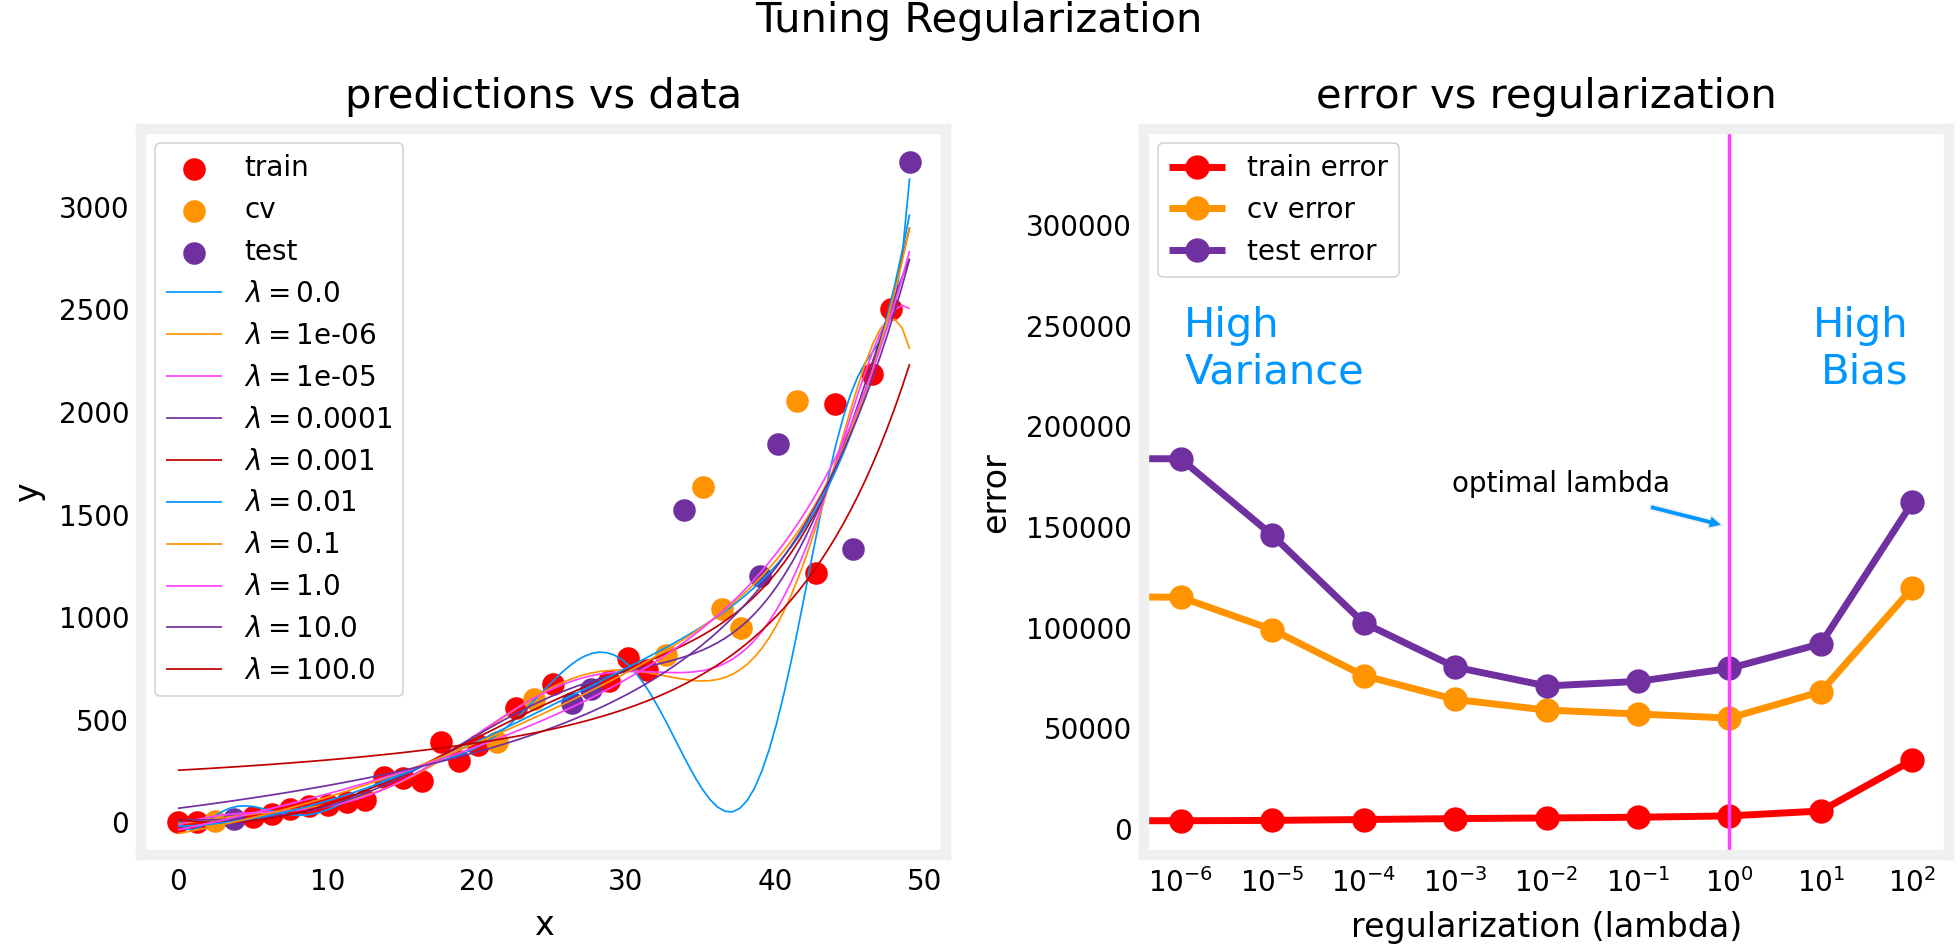 Tuning Regularization
predictions vs data
train
cv
test
λ = 0.0
λ = 1e-06
λ = 1e-05
λ = 0.0001
λ = 0.001
λ = 0.01
λ = 0.1
λ = 1.0
λ = 10.0
λ = 100.0
3000
2500
2000
1500
1000
500
0
y
0 10 20 30 40 50
x
error vs regularization
train error
cv error
test error
High
Variance
High
Bias
optimal lambda
300000
250000
200000
150000
100000
50000
0
error
10⁻⁶ 10⁻⁵ 10⁻⁴ 10⁻³ 10⁻² 10⁻¹ 10⁰ 10¹ 10²
regularization (lambda)